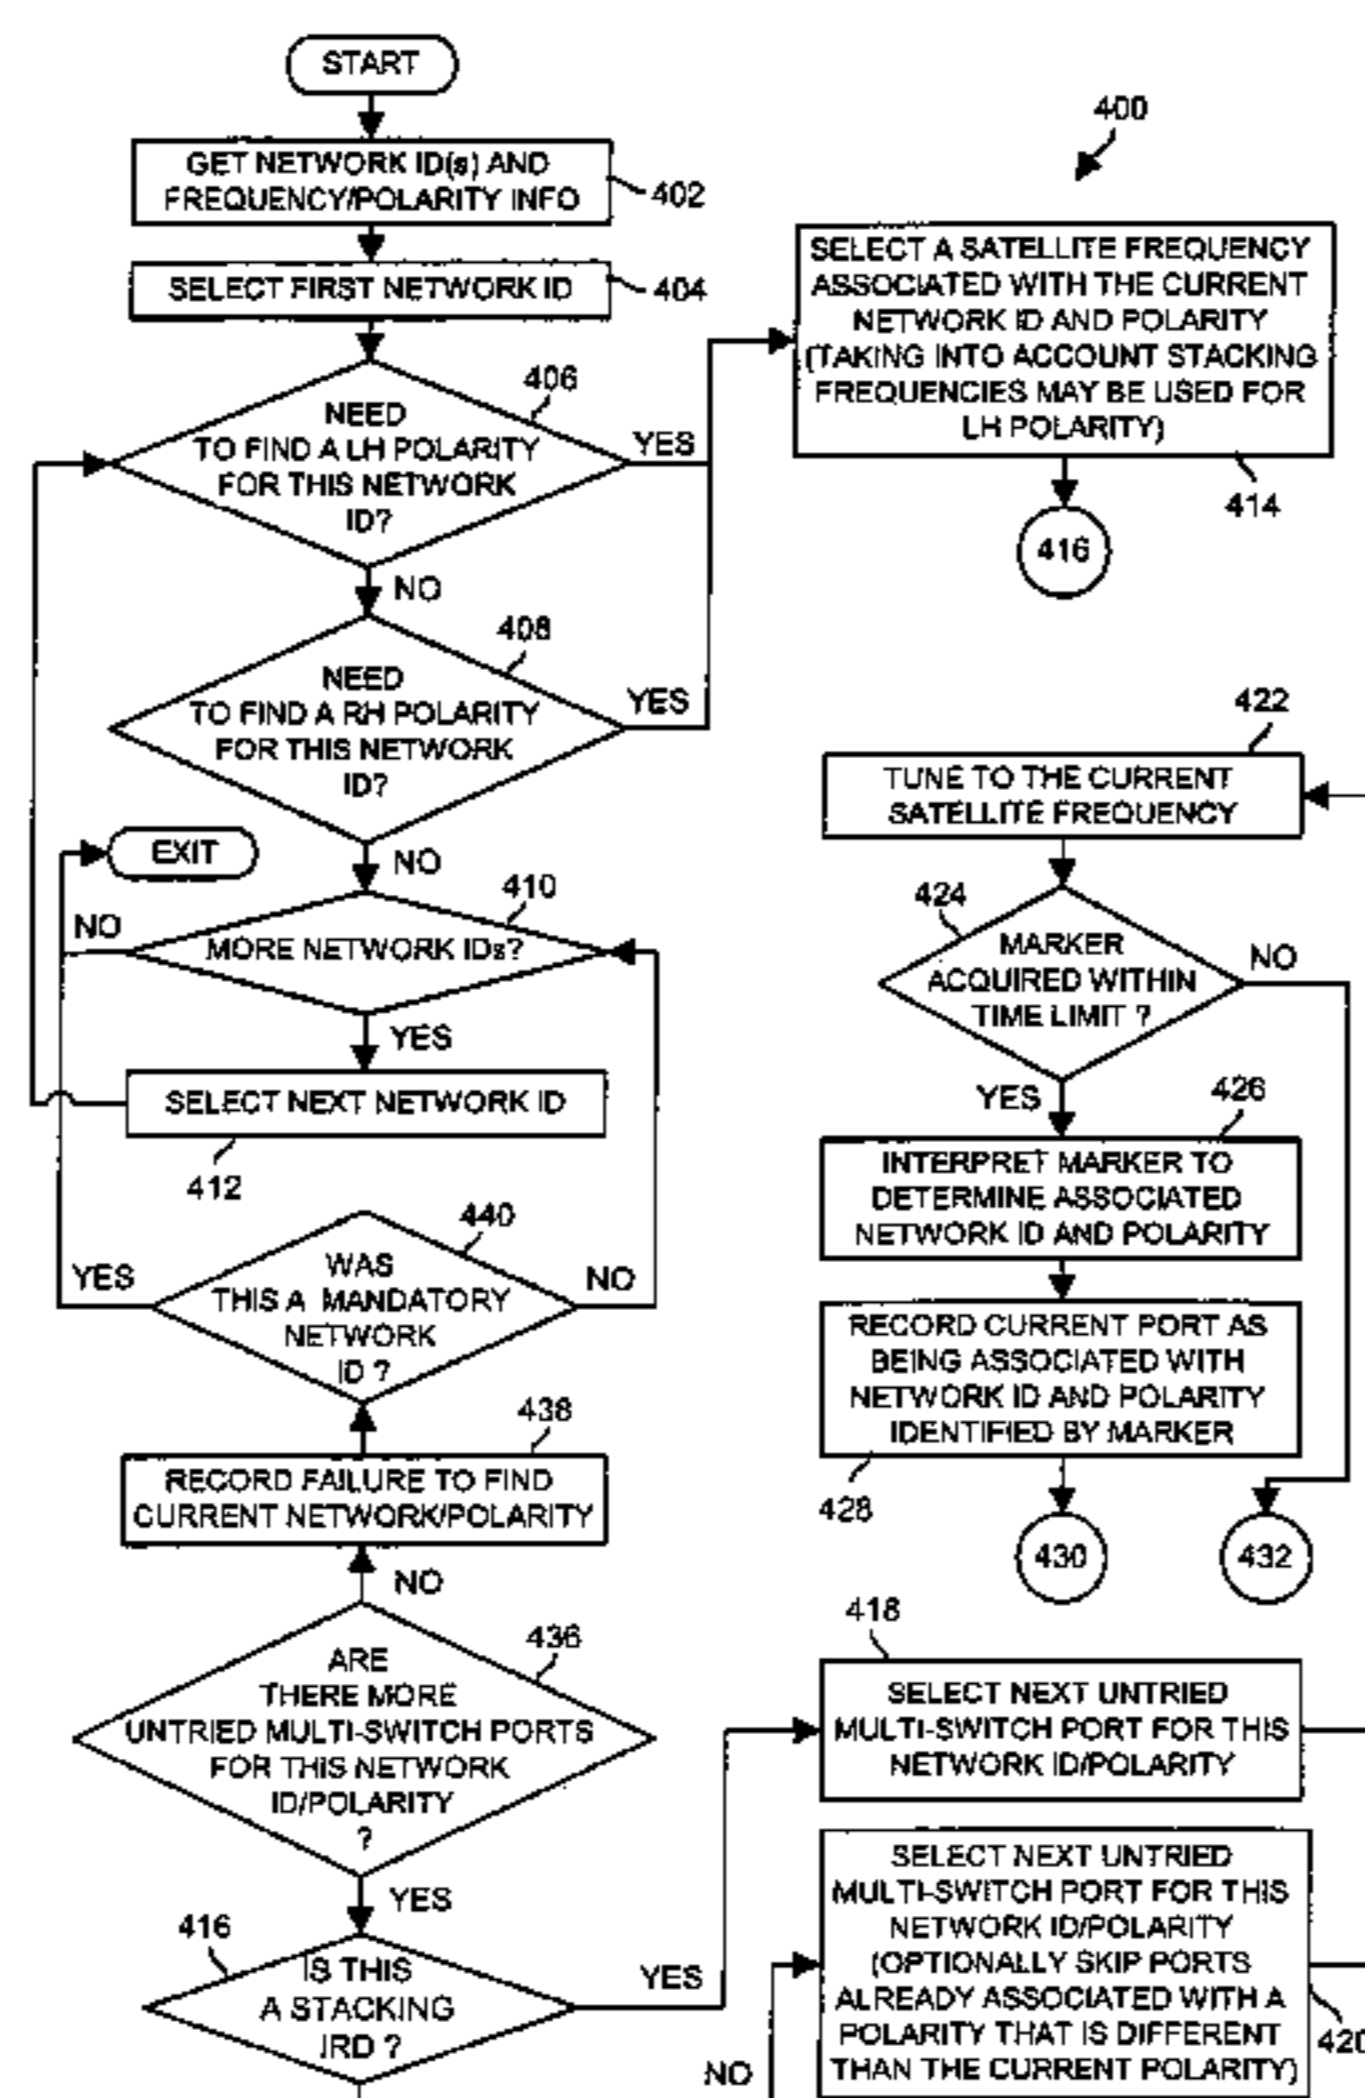 START
400
GET NETWORK ID(s) AND
FREQUENCY/POLARITY INFO
402
SELECT FIRST NETWORK ID
404
SELECT A SATELLITE FREQUENCY
ASSOCIATED WITH THE CURRENT
NETWORK ID AND POLARITY
(TAKING INTO ACCOUNT STACKING
FREQUENCIES MAY BE USED FOR
LH POLARITY)
414
416
406
NEED
TO FIND A LH POLARITY
FOR THIS NETWORK
ID?
YES
NO
408
NEED
TO FIND A RH POLARITY
FOR THIS NETWORK
ID?
YES
NO
EXIT
410
NO
MORE NETWORK IDs?
YES
SELECT NEXT NETWORK ID
412
440
WAS
THIS A MANDATORY
NETWORK
ID ?
YES
NO
438
RECORD FAILURE TO FIND
CURRENT NETWORK/POLARITY
NO
436
ARE
THERE MORE
UNTRIED MULTI-SWITCH PORTS
FOR THIS NETWORK
ID/POLARITY
?
YES
416
IS THIS
A STACKING
IRD ?
YES
NO
422
TUNE TO THE CURRENT
SATELLITE FREQUENCY
424
MARKER
ACQUIRED WITHIN
TIME LIMIT ?
NO
YES
426
INTERPRET MARKER TO
DETERMINE ASSOCIATED
NETWORK ID AND POLARITY
RECORD CURRENT PORT AS
BEING ASSOCIATED WITH
NETWORK ID AND POLARITY
IDENTIFIED BY MARKER
428
430
432
418
SELECT NEXT UNTRIED
MULTI-SWITCH PORT FOR THIS
NETWORK ID/POLARITY
SELECT NEXT UNTRIED
MULTI-SWITCH PORT FOR THIS
NETWORK ID/POLARITY
(OPTIONALLY SKIP PORTS
ALREADY ASSOCIATED WITH A
POLARITY THAT IS DIFFERENT
THAN THE CURRENT POLARITY)
420